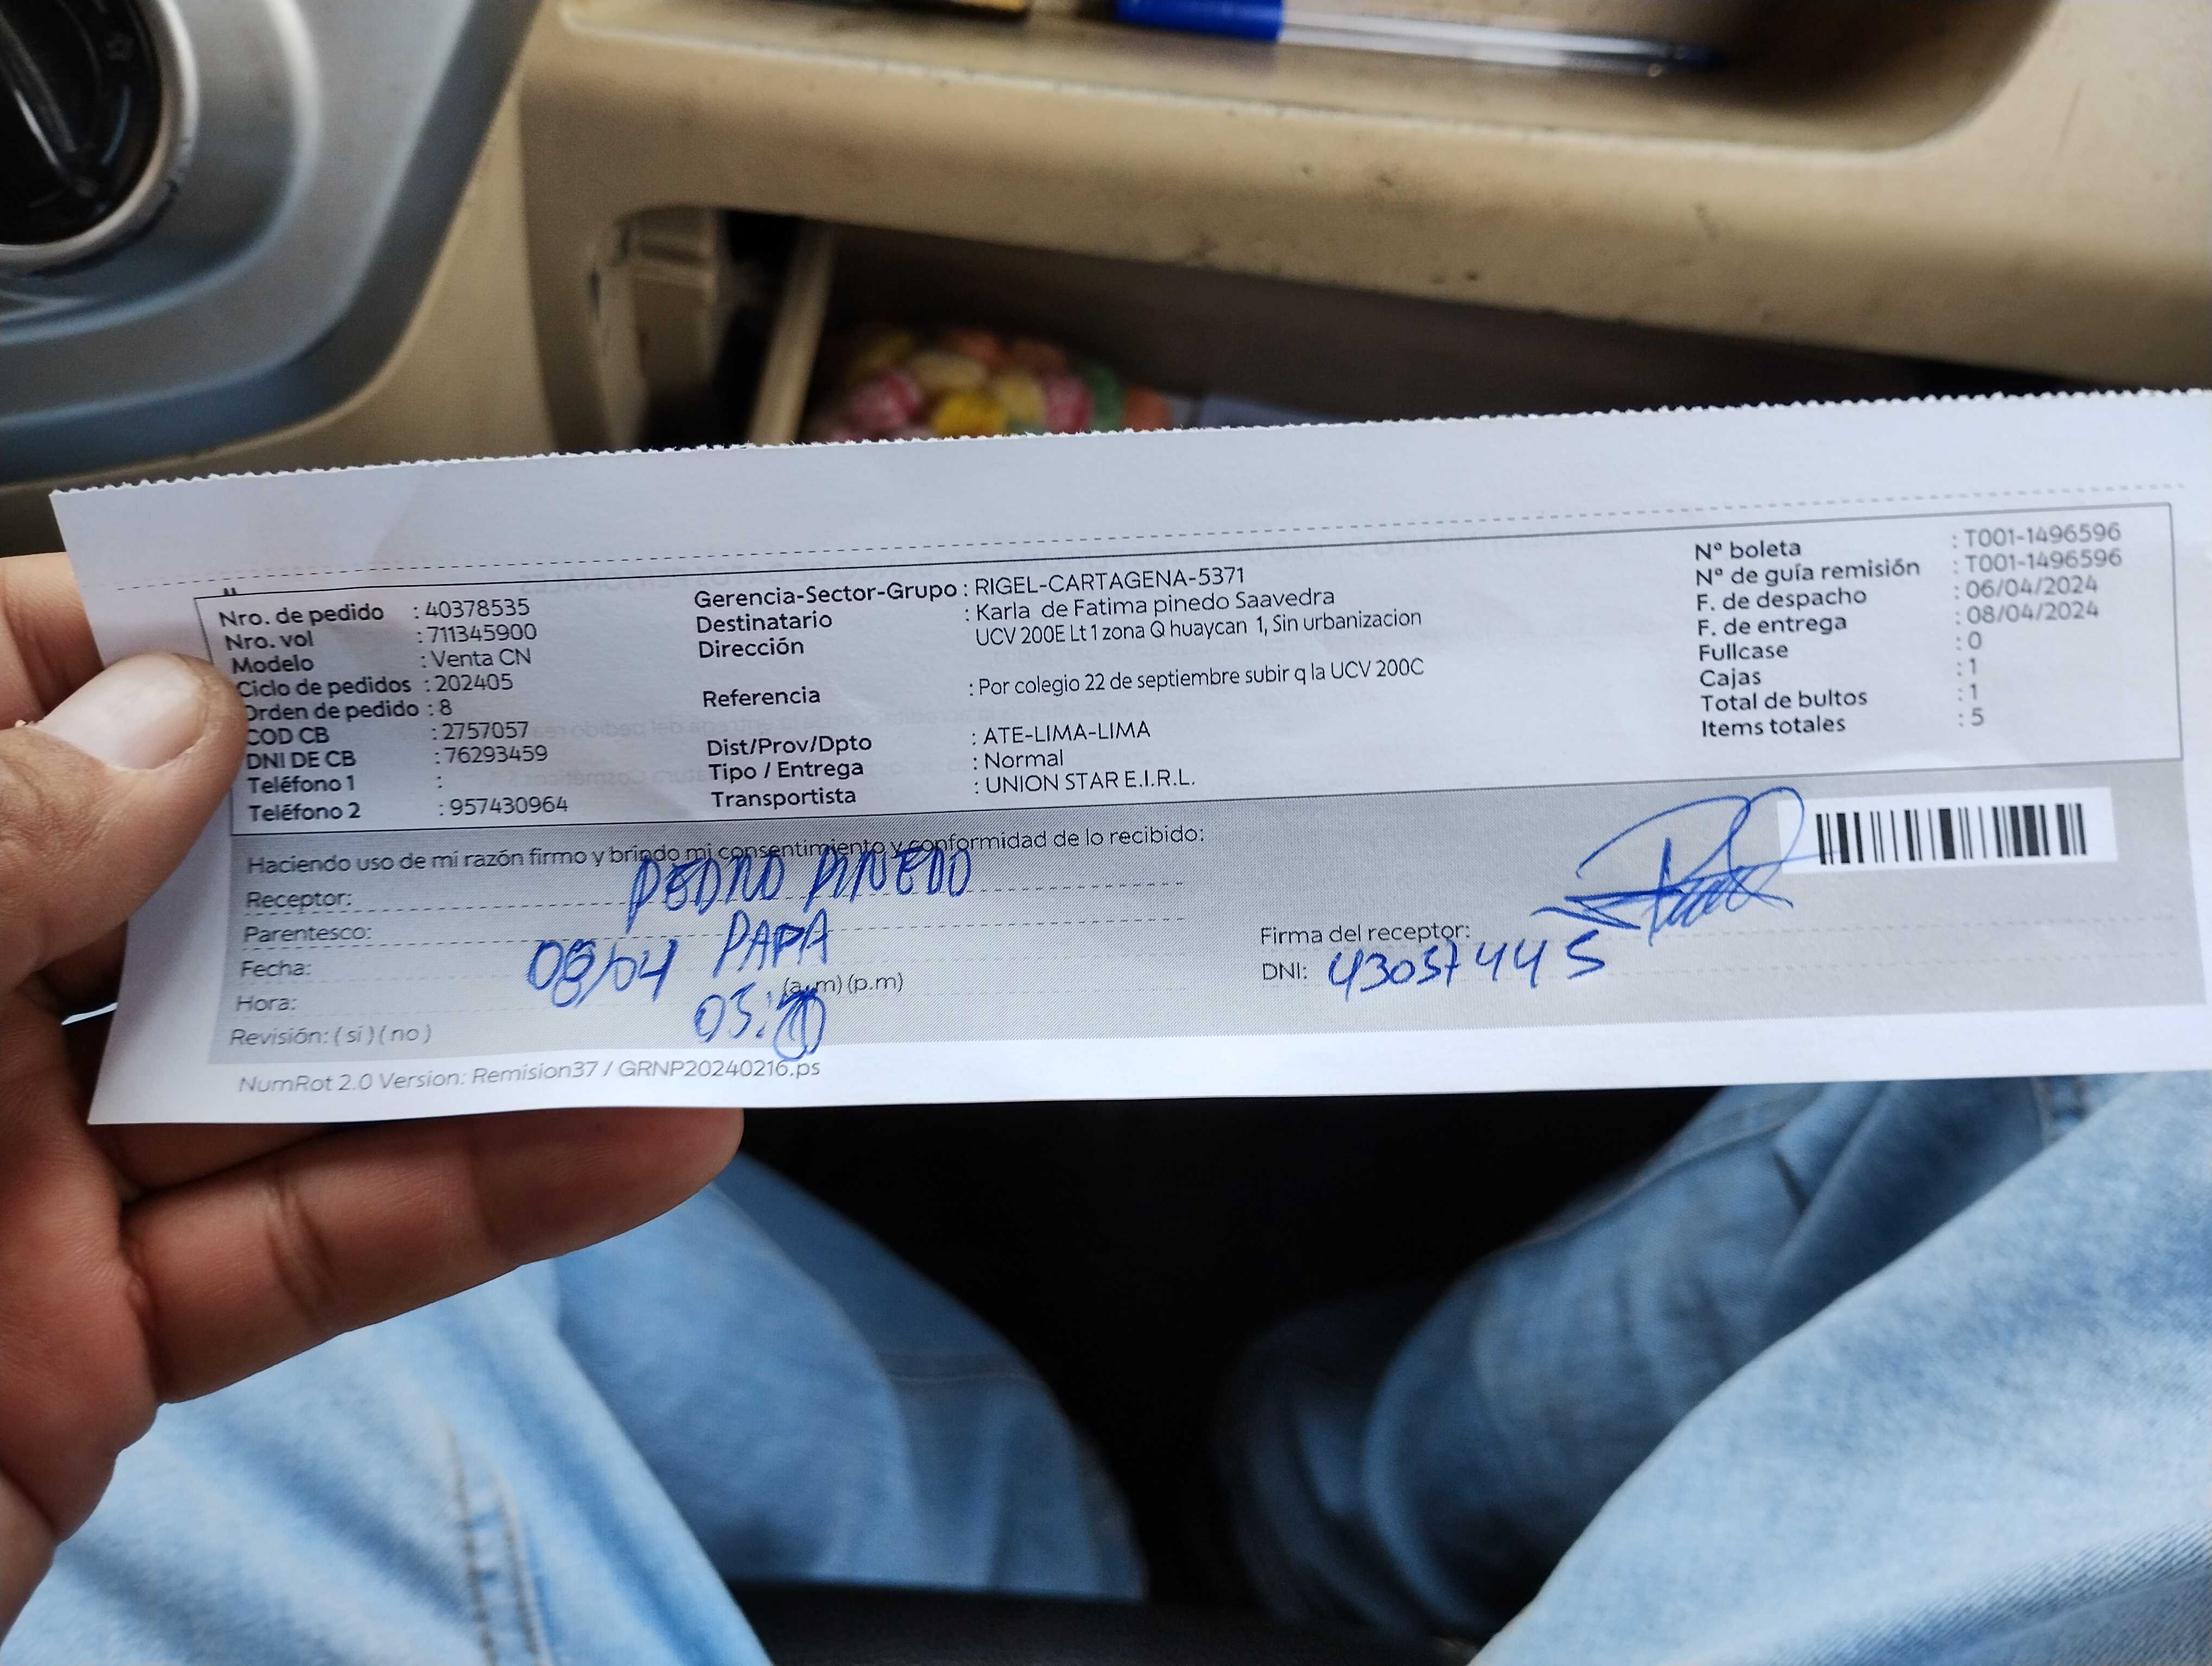 Nro. de pedido : 40378535
Nro. vol : 711345900
Modelo : Venta CN
Ciclo de pedidos : 202405
Orden de pedido : 8
COD CB : 2757057
DNI DE CB : 76293459
Teléfono 1 :
Teléfono 2 : 957430964
Gerencia-Sector-Grupo : RIGEL-CARTAGENA-5371
Destinatario : Karla de Fatima pinedo Saavedra
Dirección UCV 200E Lt 1 zona Q huaycan 1, Sin urbanizacion
Referencia : Por colegio 22 de septiembre subir q la UCV 200C
Dist/Prov/Dpto : ATE-LIMA-LIMA
Tipo / Entrega : Normal
Transportista : UNION STAR E.I.R.L.
N° boleta : T001-1496596
N° de guía remisión : T001-1496596
F. de despacho : 06/04/2024
F. de entrega : 08/04/2024
Fullcase : 0
Cajas : 1
Total de bultos : 1
Items totales : 5
Haciendo uso de mi razón firmo y brindo mi consentimiento y conformidad de lo recibido:
Receptor: PEDRO PINEDO
Parentesco: PAPA
Fecha: 08/04
Hora: (a.m) (p.m)
Revisión: ( si ) ( no )
Firma del receptor:
DNI: 43057445
NumRot 2.0 Version: Remision37 / GRNP20240216.ps